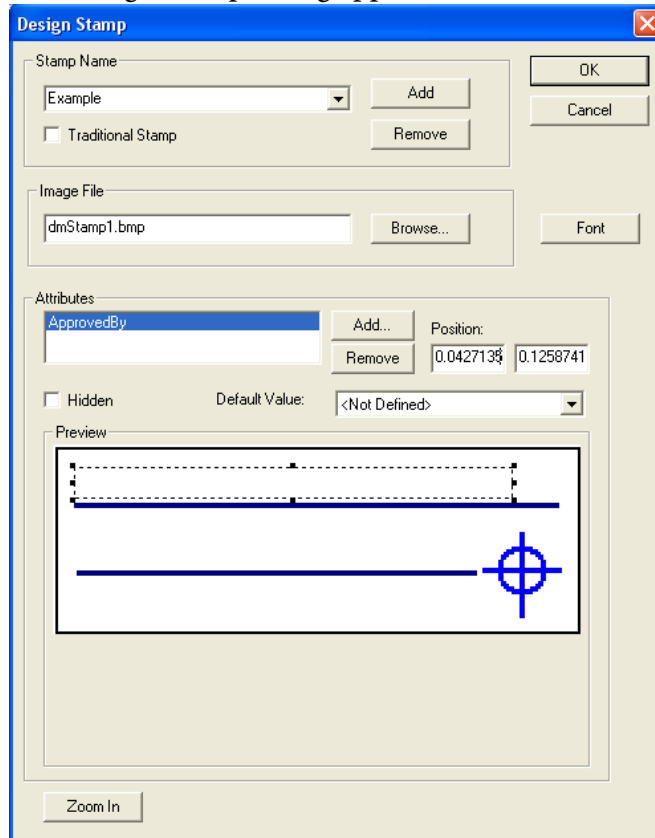 Design Stamp
Stamp Name
Example
Add
OK
Cancel
Traditional Stamp
Remove
Image File
dmStamp1.bmp
Browse...
Font
Attributes
ApprovedBy
Add...
Position:
Remove
0.0427135
0.1258741
Hidden
Default Value:
<Not Defined>
Preview
Zoom In